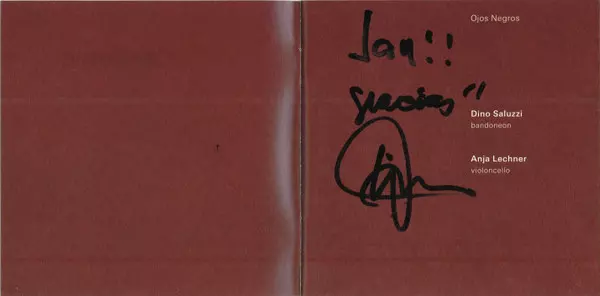 Ojos Negros
Jan!!
gracias"
Dino Saluzzi
bandoneon
Anja Lechner
violoncello